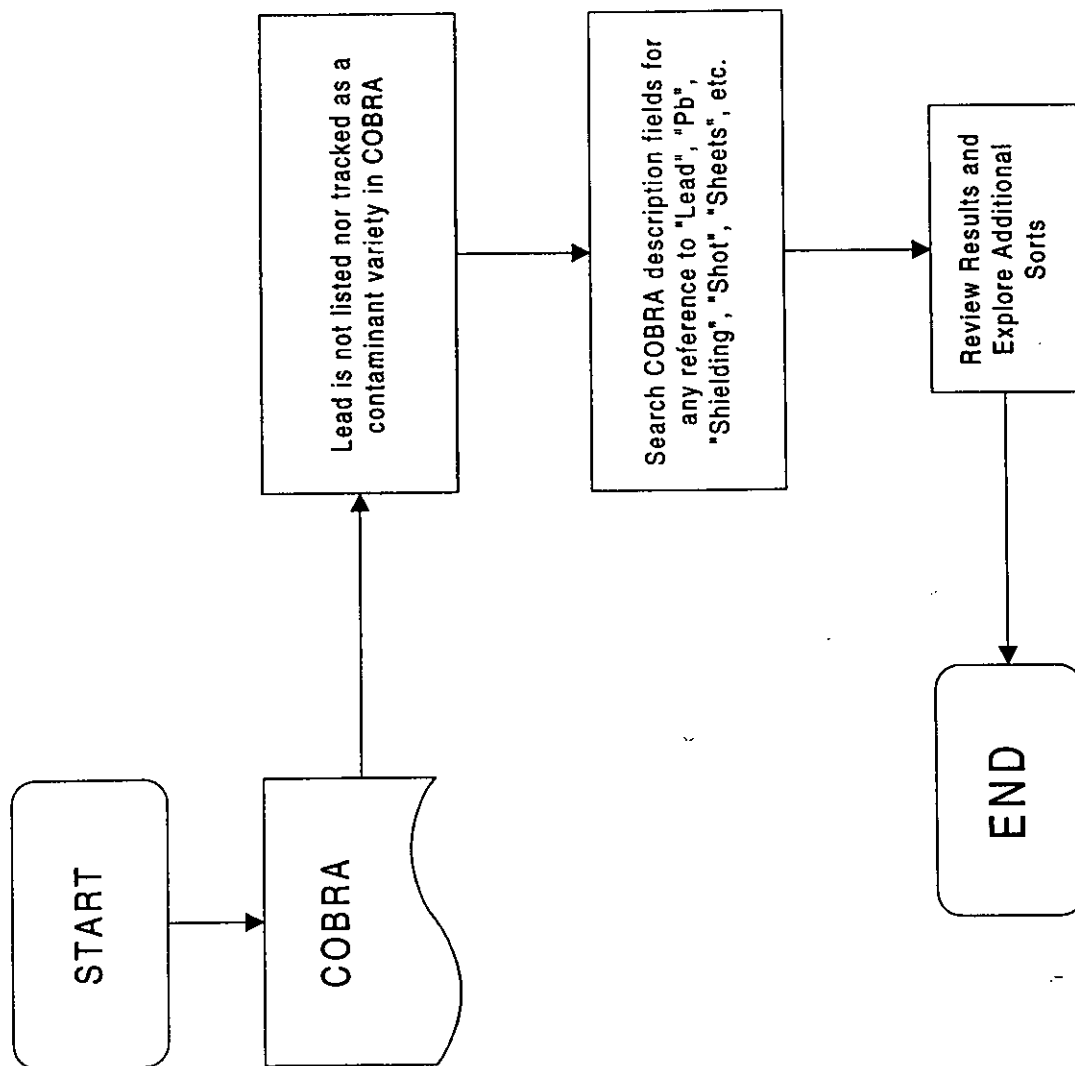 START
COBRA
Lead is not listed nor tracked as a
contaminant variety in COBRA
Search COBRA description fields for
any reference to "Lead", "Pb",
"Shielding", "Shot", "Sheets", etc.
Review Results and
Explore Additional
Sorts
END